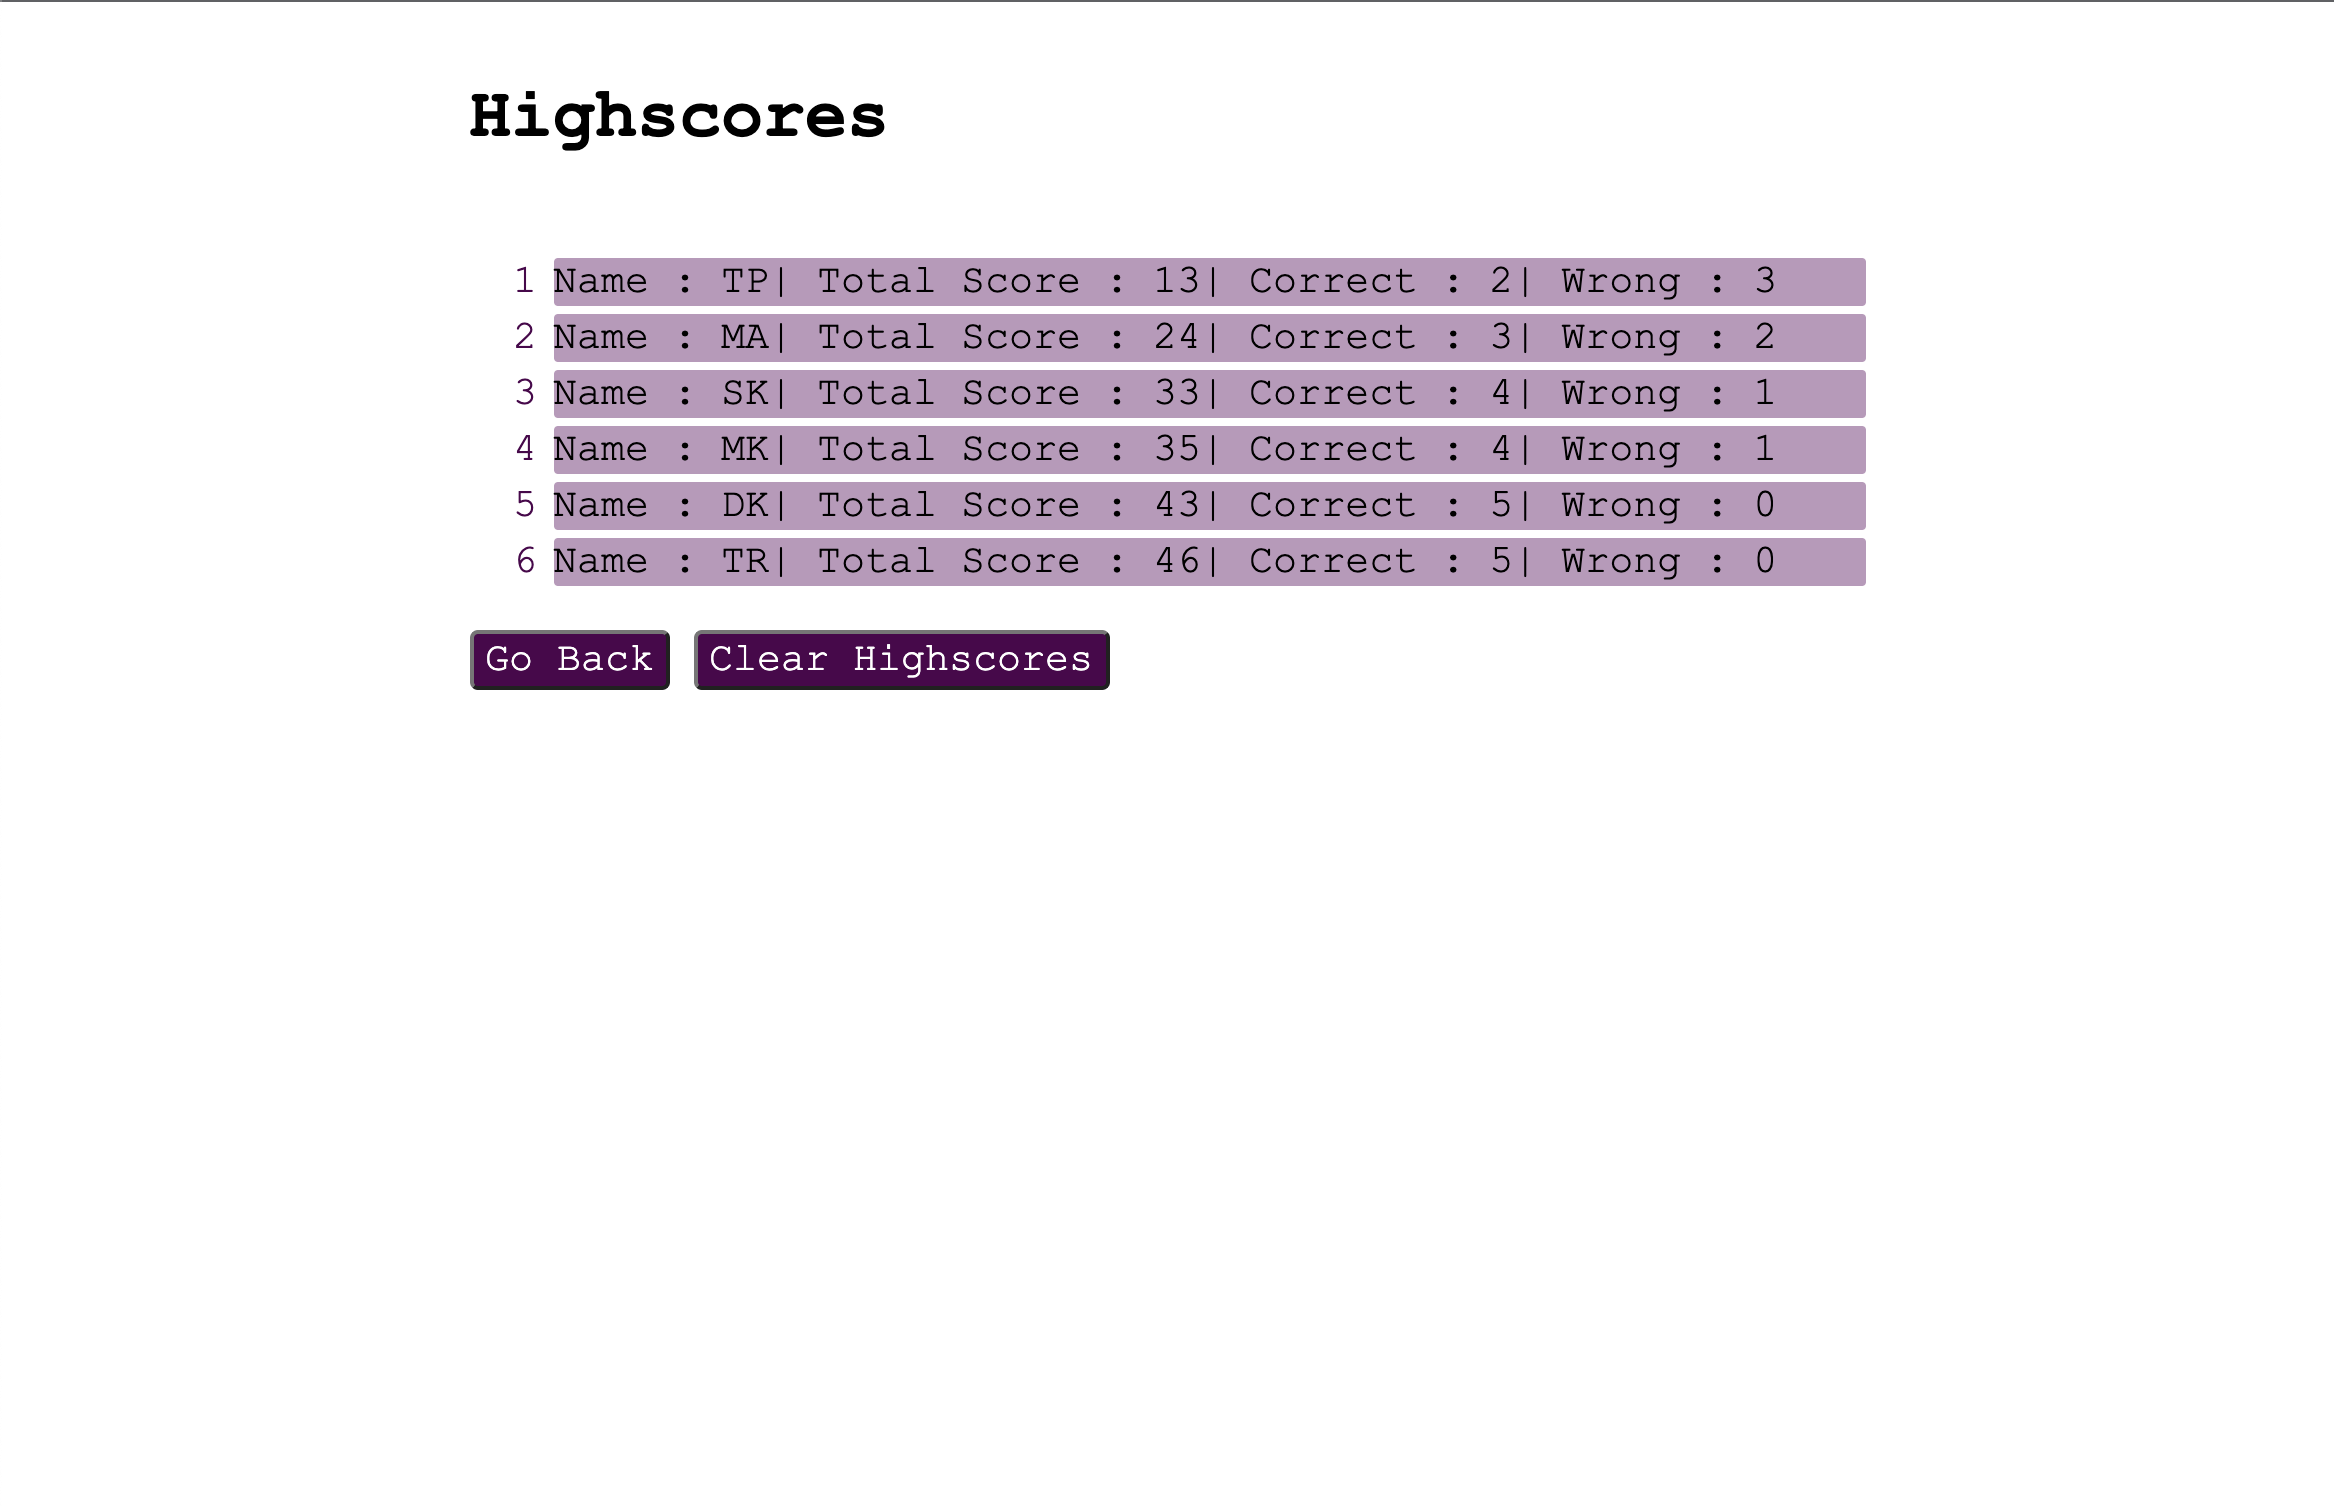 Highscores
1 Name : TP| Total Score : 13| Correct : 2| Wrong : 3
2 Name : MA| Total Score : 24| Correct : 3| Wrong : 2
3 Name : SK| Total Score : 33| Correct : 4| Wrong : 1
4 Name : MK| Total Score : 35| Correct : 4| Wrong : 1
5 Name : DK| Total Score : 43| Correct : 5| Wrong : 0
6 Name : TR| Total Score : 46| Correct : 5| Wrong : 0
Go Back Clear Highscores